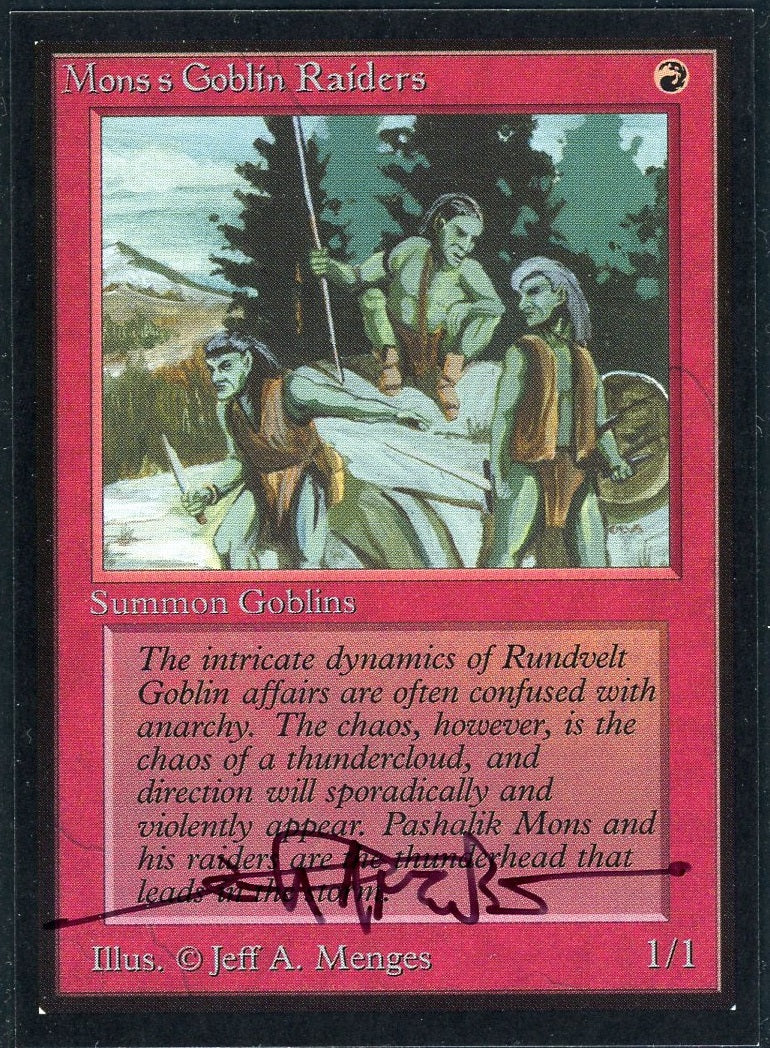 Mons s Goblin Raiders
Summon Goblins
The intricate dynamics of Rundvelt
Goblin affairs are often confused with
anarchy. The chaos, however, is the
chaos of a thundercloud, and
direction will sporadically and
violently appear. Pashalik Mons and
his raiders are the thunderhead that
leads in the storm.
Illus. © Jeff A. Menges
1/1